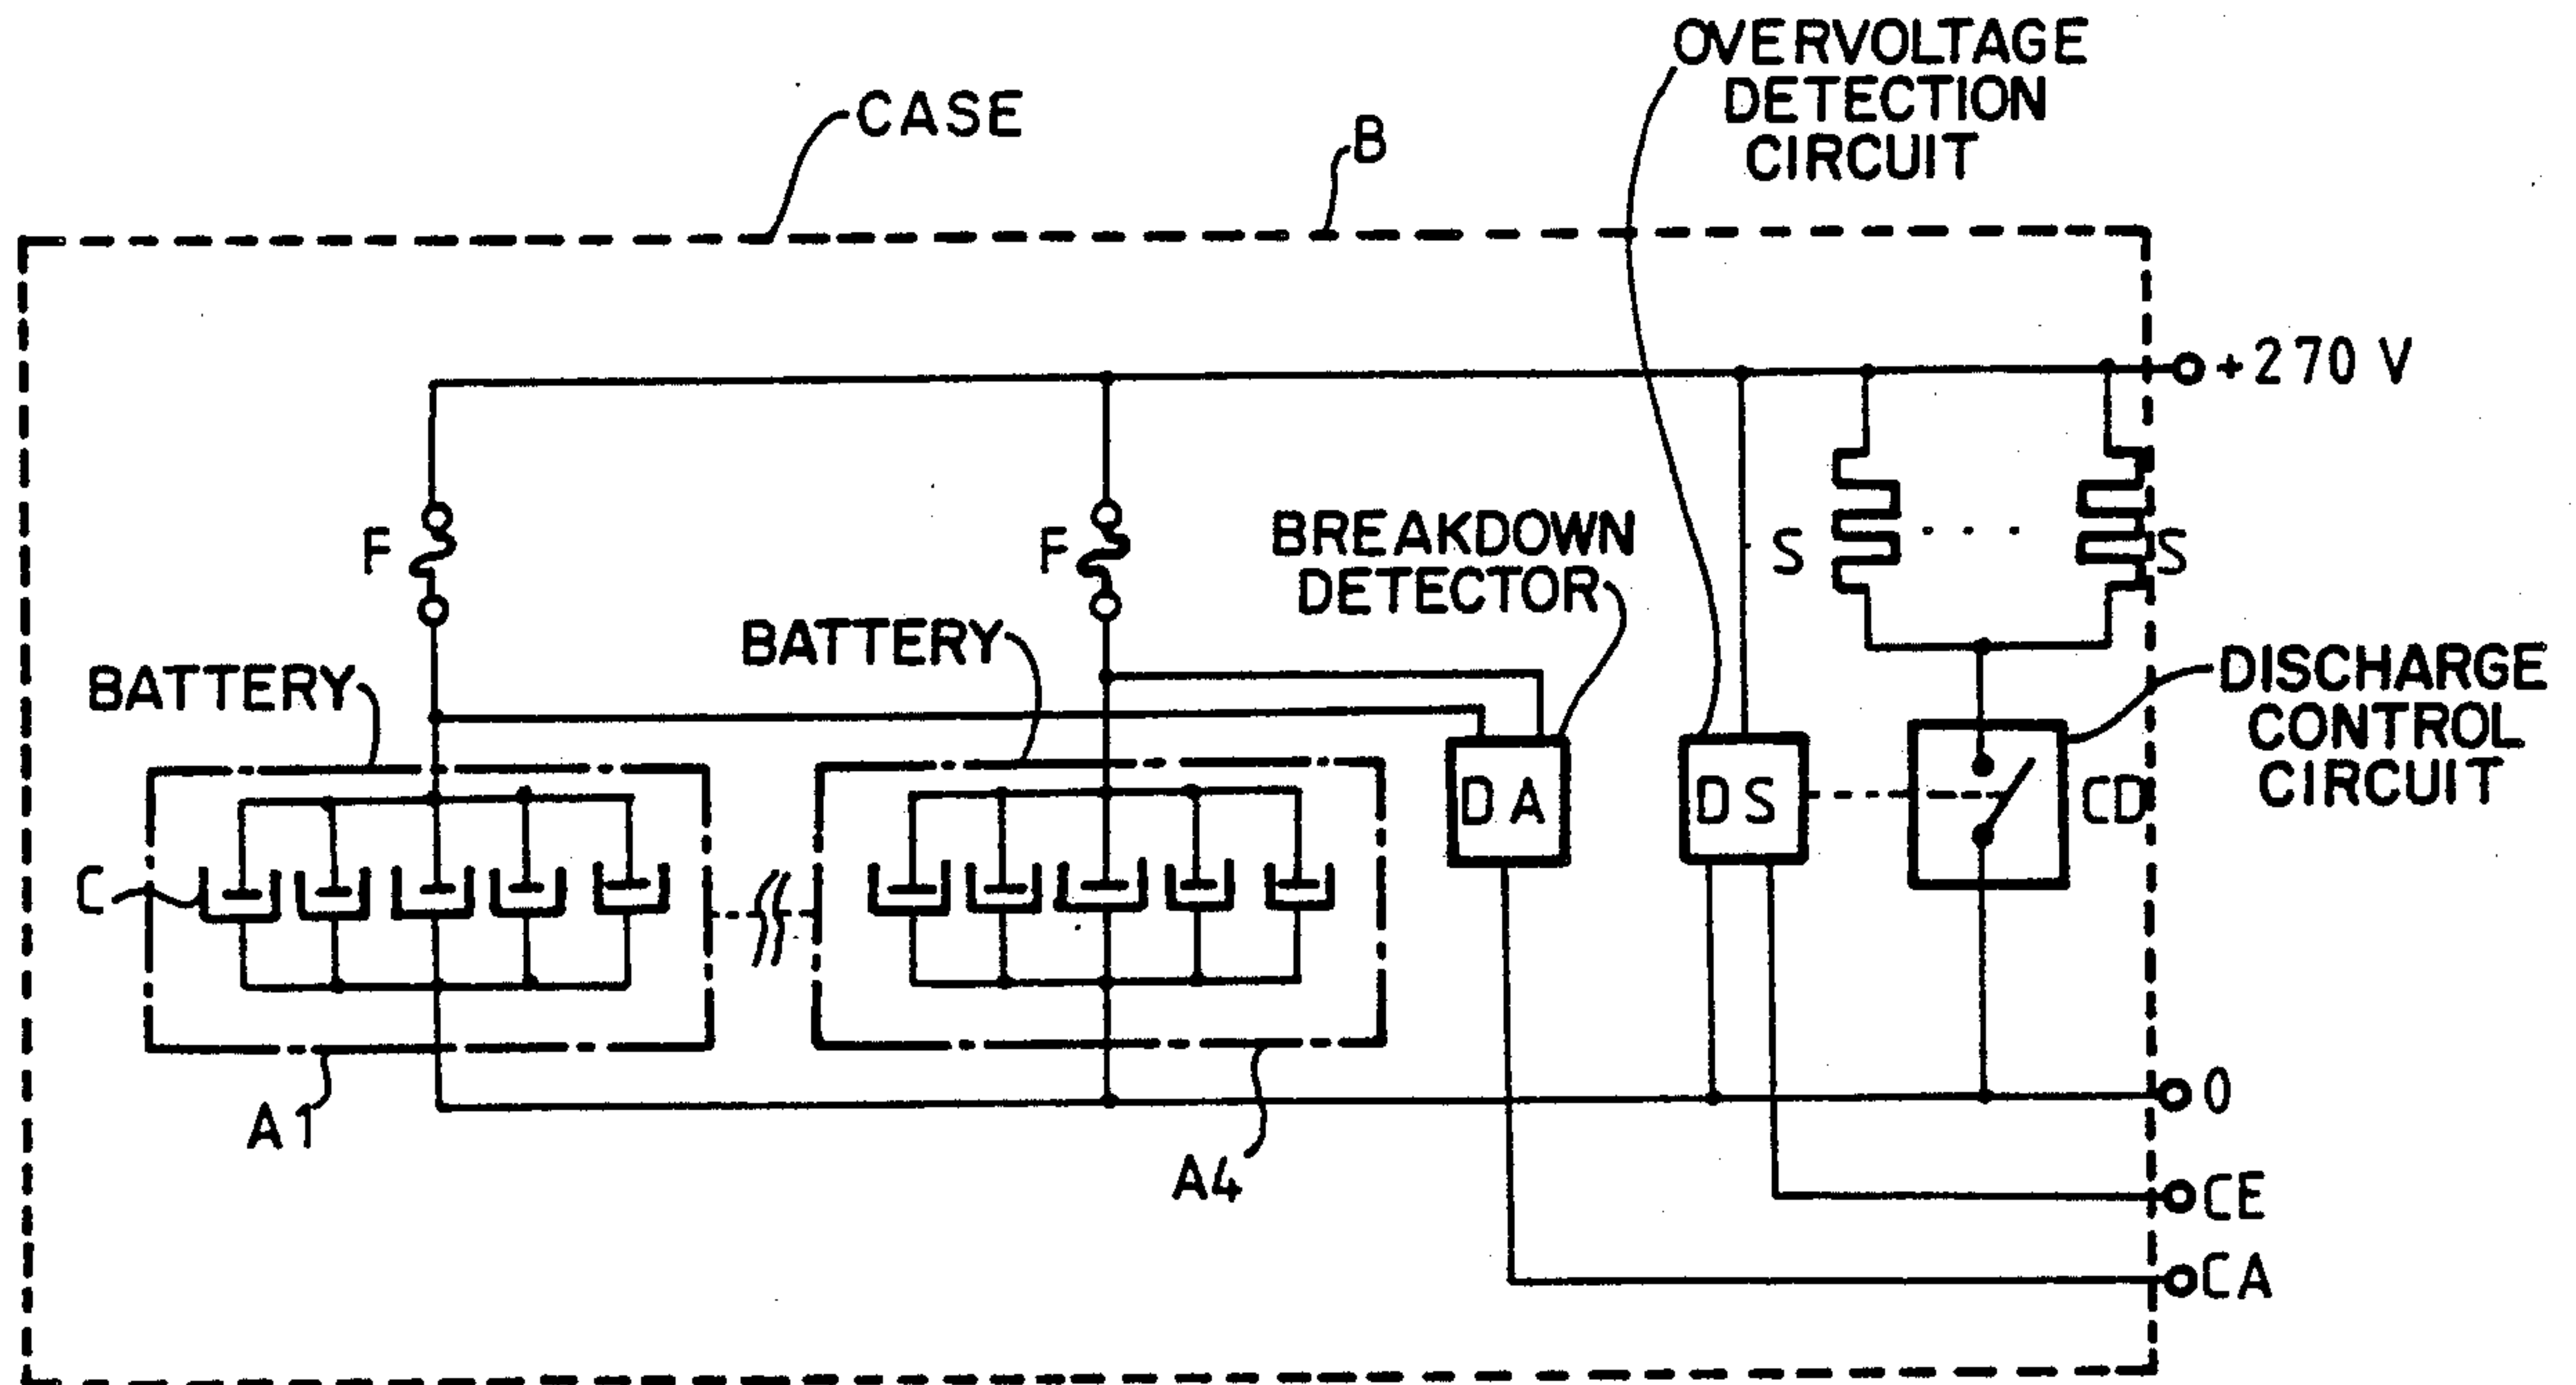 OVERVOLTAGE
DETECTION
CIRCUIT
CASE
B
+270 V
F
F
BREAKDOWN
DETECTOR
S
. . .
S
BATTERY
BATTERY
DISCHARGE
CONTROL
CIRCUIT
DA
DS
CD
C
A1
A4
0
CE
CA